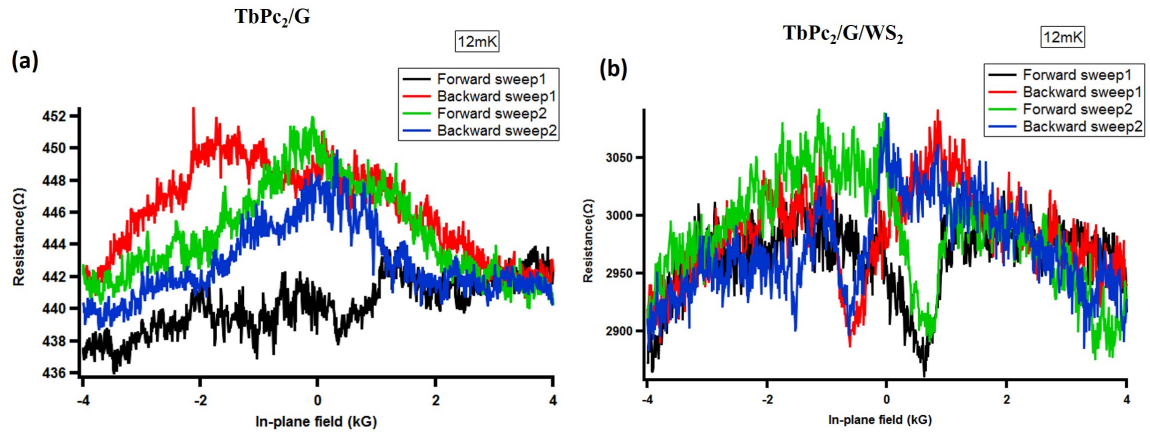 TbPc₂/G
12mK
(a)
Forward sweep1
Backward sweep1
Forward sweep2
Backward sweep2
452
450
448
446
444
442
440
438
436
Resistance(Ω)
-4
-2
0
2
4
In-plane field (kG)
TbPc₂/G/WS₂
12mK
(b)
Forward sweep1
Backward sweep1
Forward sweep2
Backward sweep2
3050
3000
2950
2900
Resistance(Ω)
-4
-2
0
2
4
In-plane field (kG)